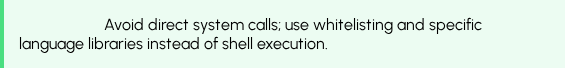 Avoid direct system calls; use whitelisting and specific
language libraries instead of shell execution.